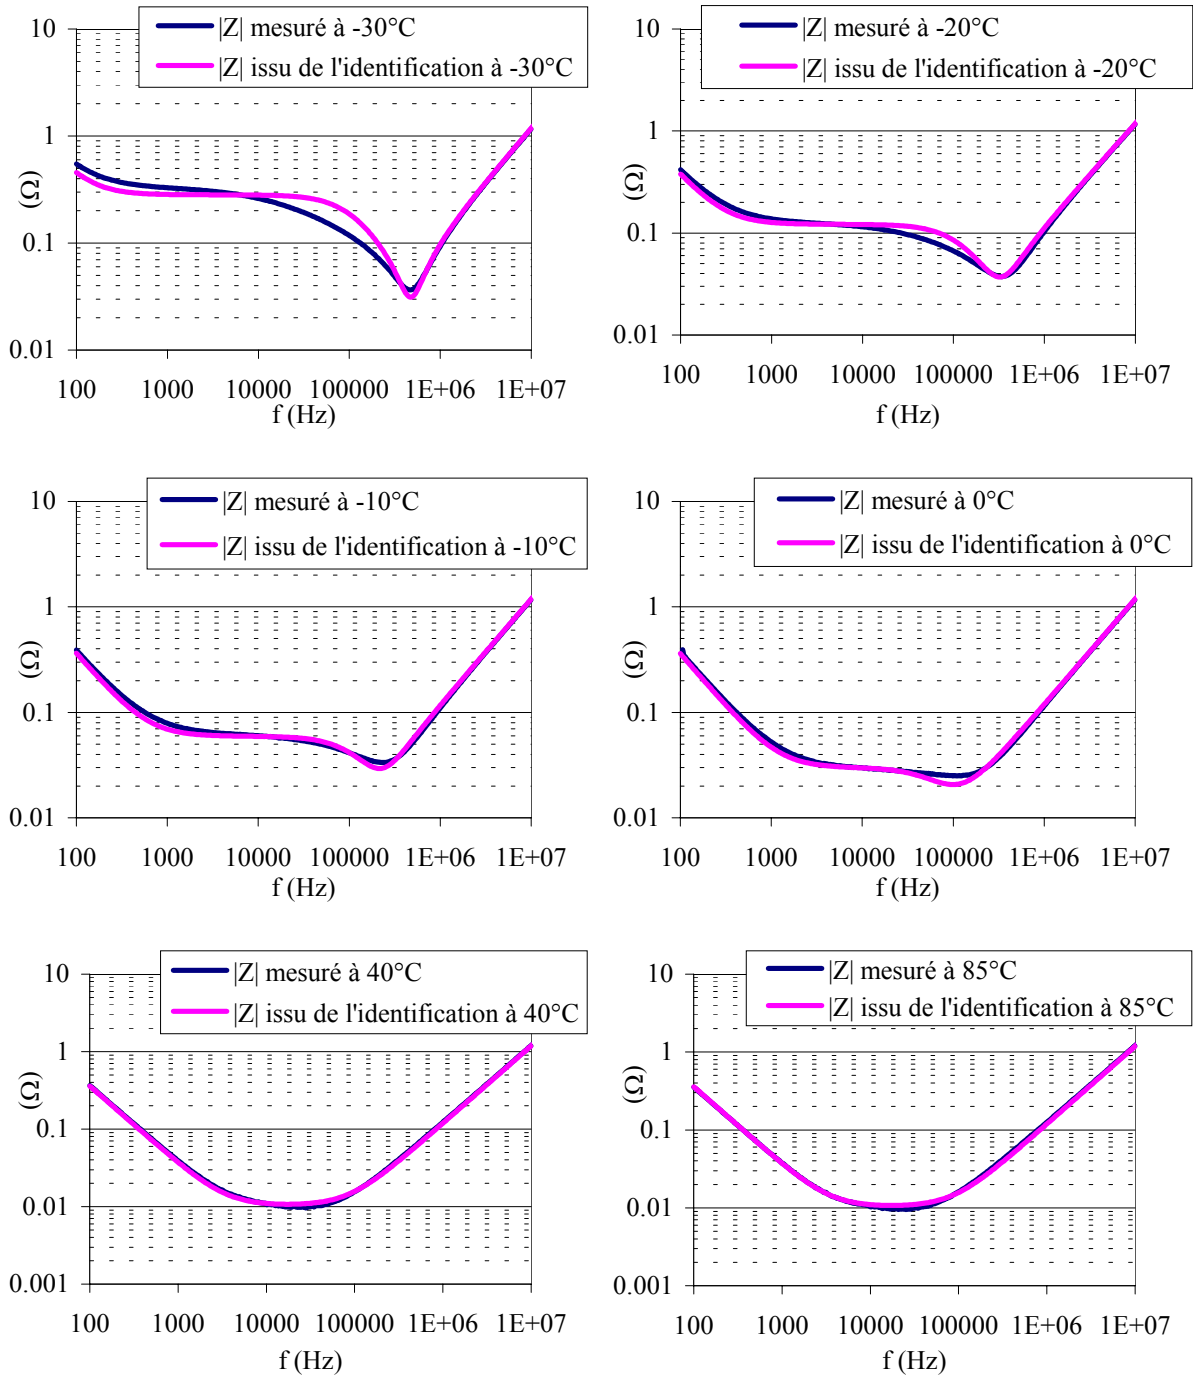 |Z| mesuré à -30°C
|Z| issu de l'identification à -30°C
10
1
0.1
0.01
(Ω)
100 1000 10000 100000 1E+06 1E+07
f (Hz)
|Z| mesuré à -20°C
|Z| issu de l'identification à -20°C
10
1
0.1
0.01
(Ω)
100 1000 10000 100000 1E+06 1E+07
f (Hz)
|Z| mesuré à -10°C
|Z| issu de l'identification à -10°C
10
1
0.1
0.01
(Ω)
100 1000 10000 100000 1E+06 1E+07
f (Hz)
|Z| mesuré à 0°C
|Z| issu de l'identification à 0°C
10
1
0.1
0.01
(Ω)
100 1000 10000 100000 1E+06 1E+07
f (Hz)
|Z| mesuré à 40°C
|Z| issu de l'identification à 40°C
10
1
0.1
0.01
0.001
(Ω)
100 1000 10000 100000 1E+06 1E+07
f (Hz)
|Z| mesuré à 85°C
|Z| issu de l'identification à 85°C
10
1
0.1
0.01
0.001
(Ω)
100 1000 10000 100000 1E+06 1E+07
f (Hz)